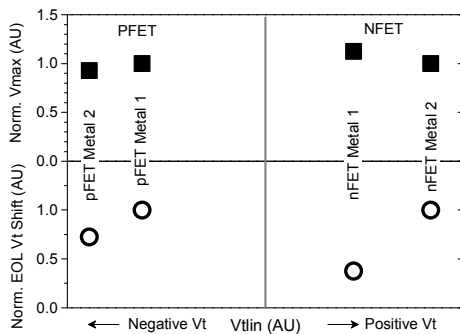 PFET
NFET
Norm. Vmax (AU)
1.5
1.0
0.5
0.0
pFET Metal 2
pFET Metal 1
nFET Metal 1
nFET Metal 2
Norm. EOL Vt Shift (AU)
1.0
0.5
0.0
Negative Vt
Vtlin (AU)
Positive Vt